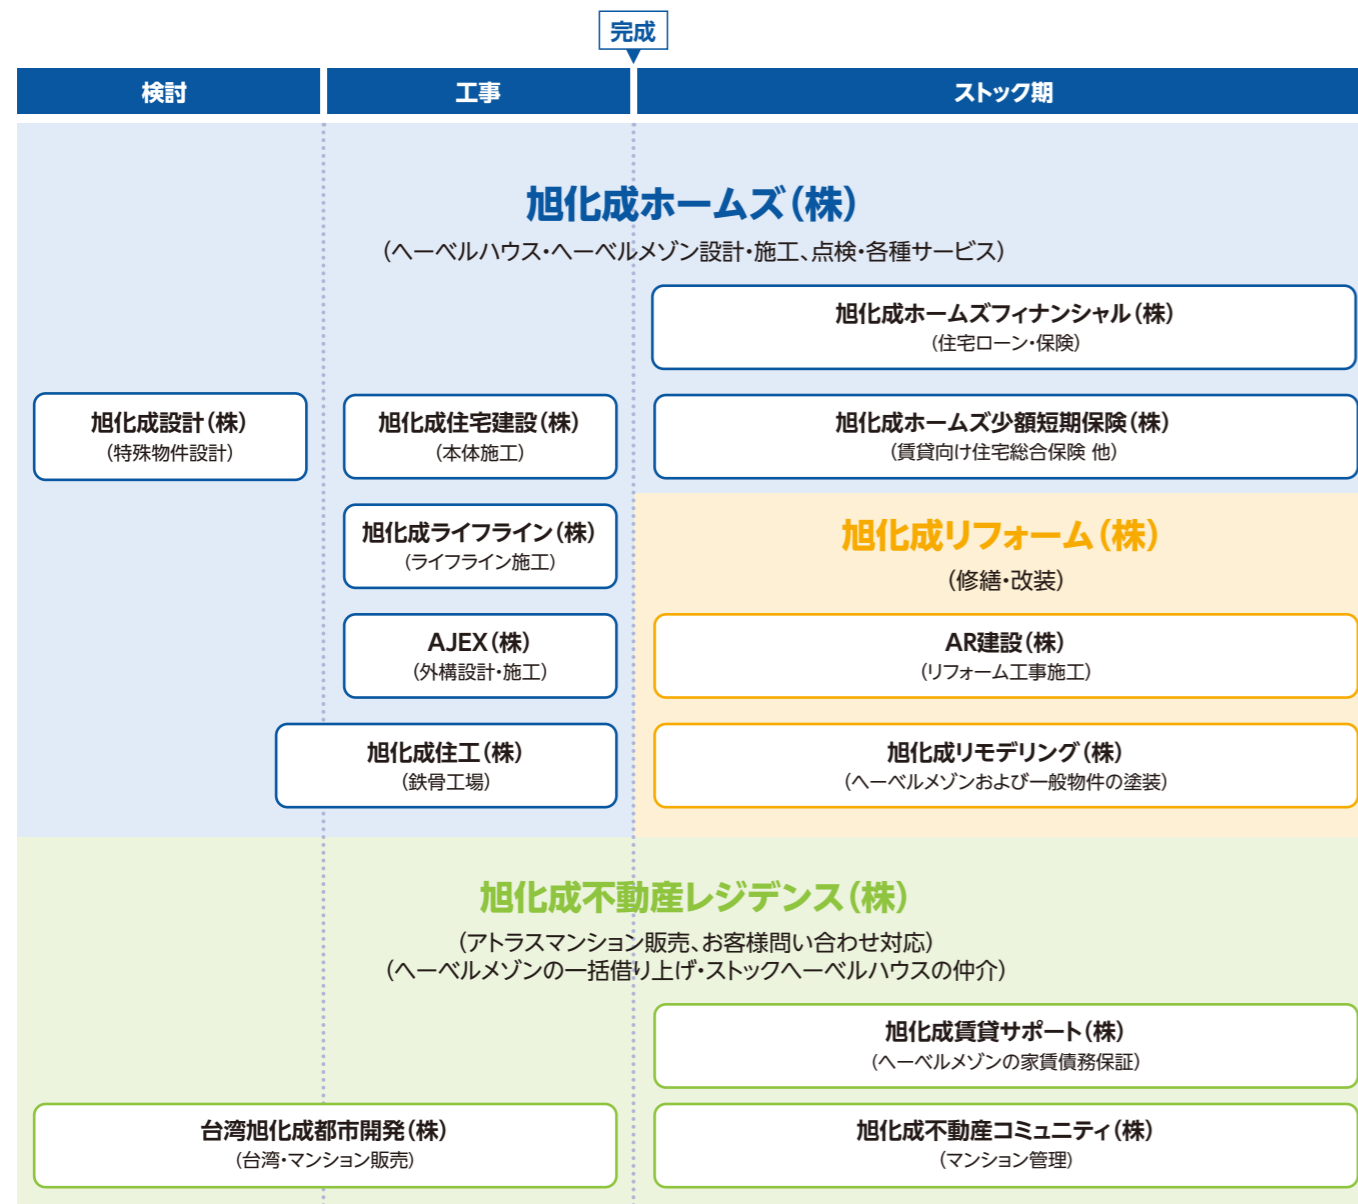 完成
検討
工事
ストック期
旭化成ホームズ（株）
（へーベルハウス・へーベルメゾン設計・施工、点検・各種サービス）
旭化成ホームズフィナンシャル（株）
（住宅ローン・保険）
旭化成設計（株）
（特殊物件設計）
旭化成住宅建設（株）
（本体施工）
旭化成ホームズ少額短期保険（株）
（賃貸向け住宅総合保険 他）
旭化成ライフライン（株）
（ライフライン施工）
旭化成リフォーム（株）
（修繕・改装）
AJEX（株）
（外構設計・施工）
AR建設（株）
（リフォーム工事施工）
旭化成住工（株）
（鉄骨工場）
旭化成リモデリング（株）
（へーベルメゾンおよび一般物件の塗装）
旭化成不動産レジデンス（株）
（アトラスマンション販売、お客様問い合わせ対応）
（へーベルメゾンの一括借り上げ・ストックへーベルハウスの仲介）
旭化成賃貸サポート（株）
（へーベルメゾンの家賃債務保証）
台湾旭化成都市開発（株）
（台湾・マンション販売）
旭化成不動産コミュニティ（株）
（マンション管理）